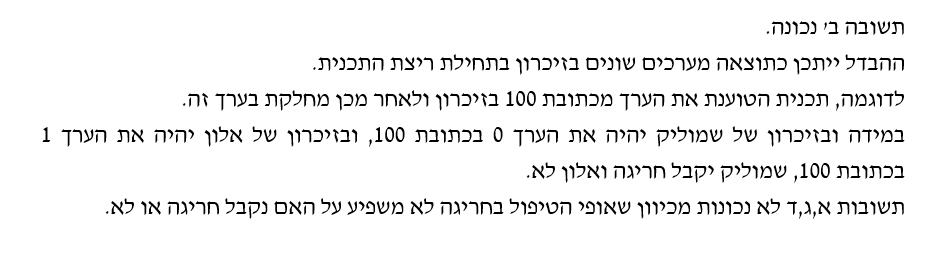 תשובה ב' נכונה.
ההבדל ייתכן כתוצאה מערכים שונים בזיכרון בתחילת ריצת התכנית.
לדוגמה, תכנית הטוענת את הערך מכתובת 100 בזיכרון ולאחר מכן מחלקת בערך זה.
במידה ובזיכרון של שמוליק יהיה את הערך 0 בכתובת 100, ובזיכרון של אלון יהיה את הערך 1
בכתובת 100, שמוליק יקבל חריגה ואלון לא.
תשובות א,ג,ד לא נכונות מכיוון שאופי הטיפול בחריגה לא משפיע על האם נקבל חריגה או לא.